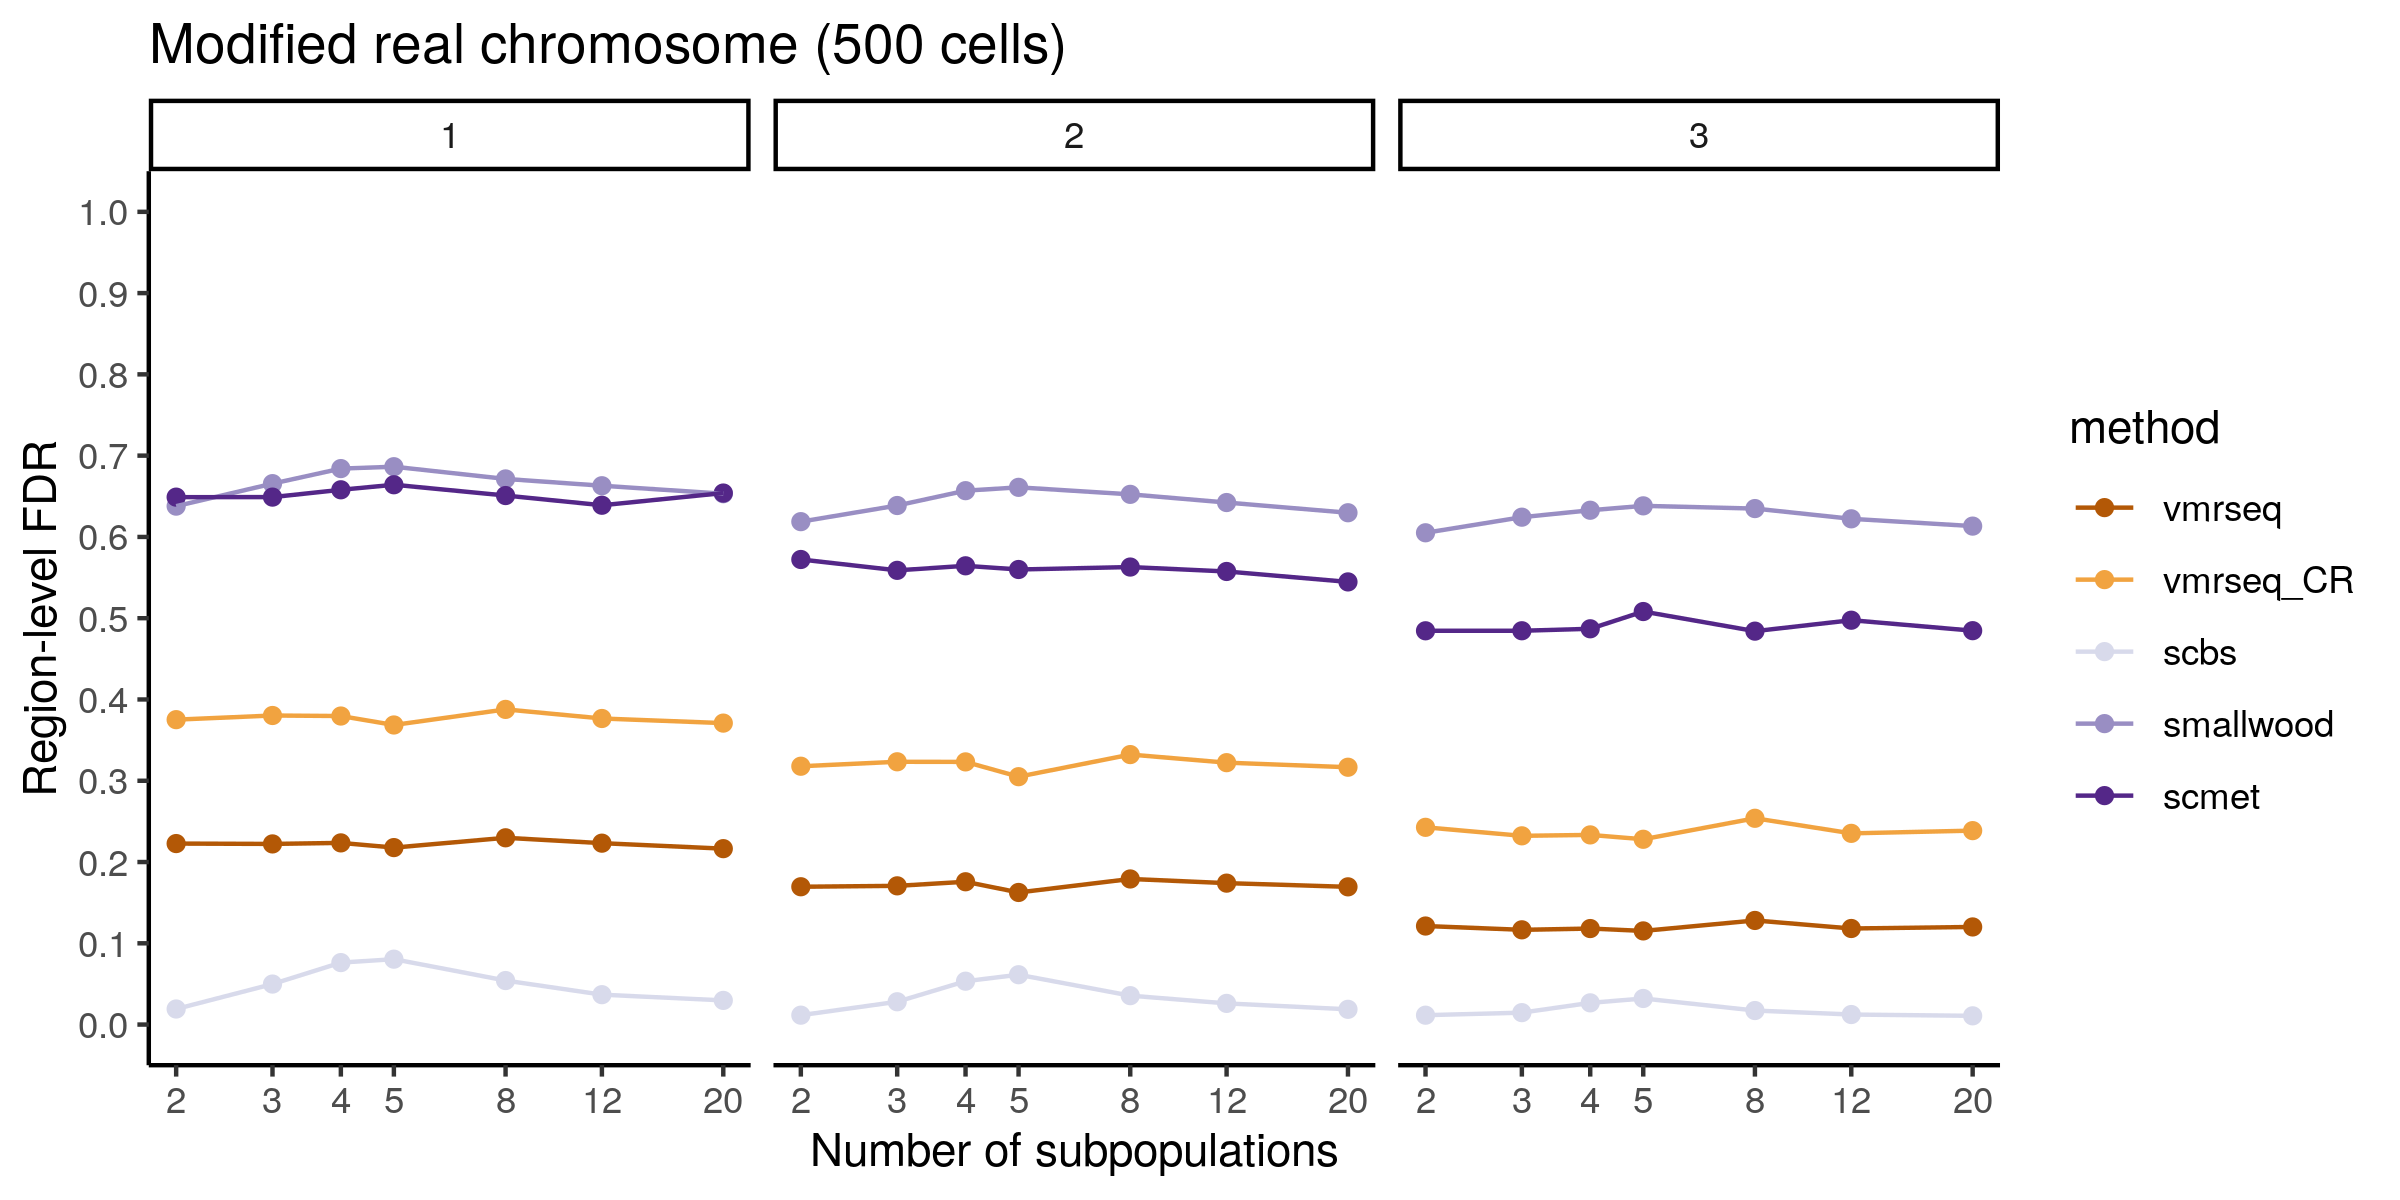 Modified real chromosome (500 cells)
1 2 3
1.0
0.9
0.8
0.7
0.6
0.5
0.4
0.3
0.2
0.1
0.0
Region-level FDR
2 3 4 5 8 12 20 2 3 4 5 8 12 20 2 3 4 5 8 12 20
Number of subpopulations
method
vmrseq
vmrseq_CR
scbs
smallwood
scmet